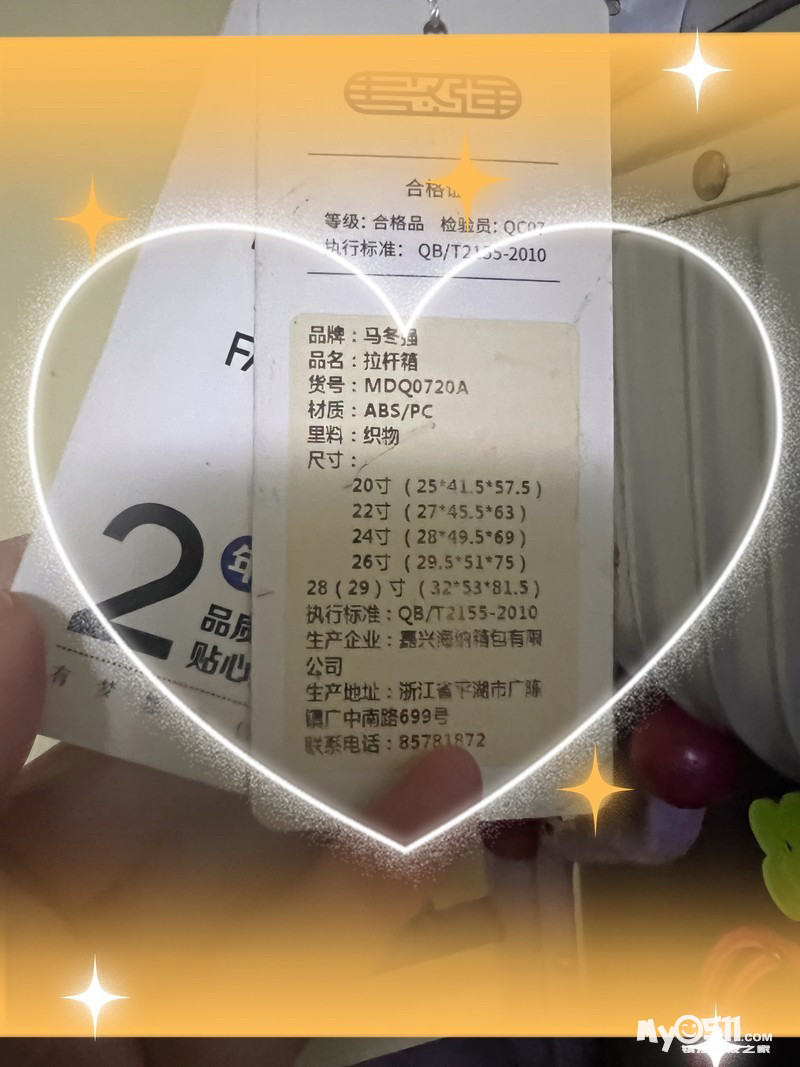 合格证
等级: 合格品 检验员: QC07
执行标准: QB/T2155-2010
品牌：马冬强
品名：拉杆箱
货号：MDQ0720A
材质：ABS/PC
里料：织物
尺寸：
20寸（25*41.5*57.5）
22寸（27*45.5*63）
24寸（28*49.5*69）
26寸（29.5*51*75）
28（29）寸（32*53*81.5）
执行标准：QB/T2155-2010
生产企业：嘉兴海纳箱包有限
公司
生产地址：浙江省平湖市广陈
镇广中南路699号
联系电话：85781872
2年
品质
贴心
有 梦
MyO511.COM